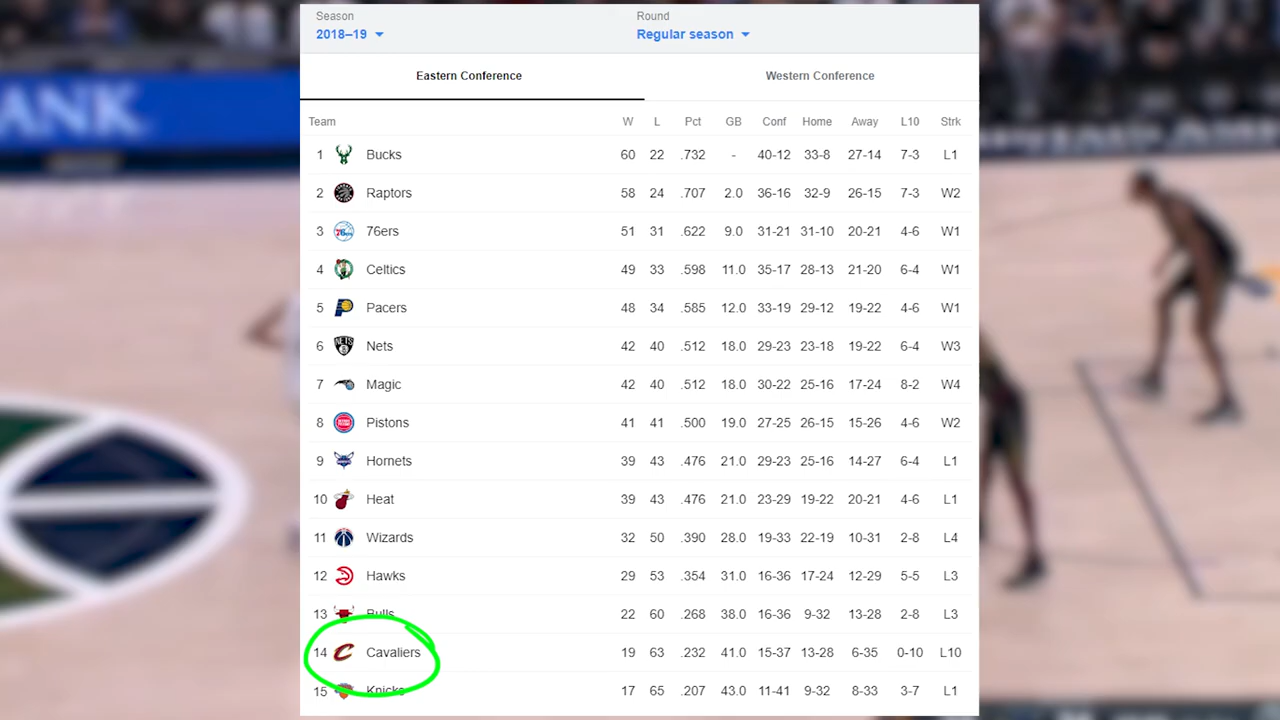 Season Round
2018–19 Regular season
Eastern Conference Western Conference
Team W L Pct GB Conf Home Away L10 Strk
1 Bucks 60 22 .732 - 40-12 33-8 27-14 7-3 L1
2 Raptors 58 24 .707 2.0 36-16 32-9 26-15 7-3 W2
3 76ers 51 31 .622 9.0 31-21 31-10 20-21 4-6 W1
4 Celtics 49 33 .598 11.0 35-17 28-13 21-20 6-4 W1
5 Pacers 48 34 .585 12.0 33-19 29-12 19-22 4-6 W1
6 Nets 42 40 .512 18.0 29-23 23-18 19-22 6-4 W3
7 Magic 42 40 .512 18.0 30-22 25-16 17-24 8-2 W4
8 Pistons 41 41 .500 19.0 27-25 26-15 15-26 4-6 W2
9 Hornets 39 43 .476 21.0 29-23 25-16 14-27 6-4 L1
10 Heat 39 43 .476 21.0 23-29 19-22 20-21 4-6 L1
11 Wizards 32 50 .390 28.0 19-33 22-19 10-31 2-8 L4
12 Hawks 29 53 .354 31.0 16-36 17-24 12-29 5-5 L3
13 Bulls 22 60 .268 38.0 16-36 9-32 13-28 2-8 L3
14 Cavaliers 19 63 .232 41.0 15-37 13-28 6-35 0-10 L10
15 Knicks 17 65 .207 43.0 11-41 9-32 8-33 3-7 L1